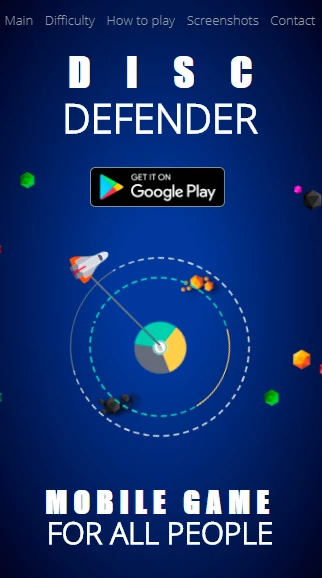 Main Difficulty How to play Screenshots Contact
DISC
DEFENDER
GET IT ON
Google Play
MOBILE GAME
FOR ALL PEOPLE